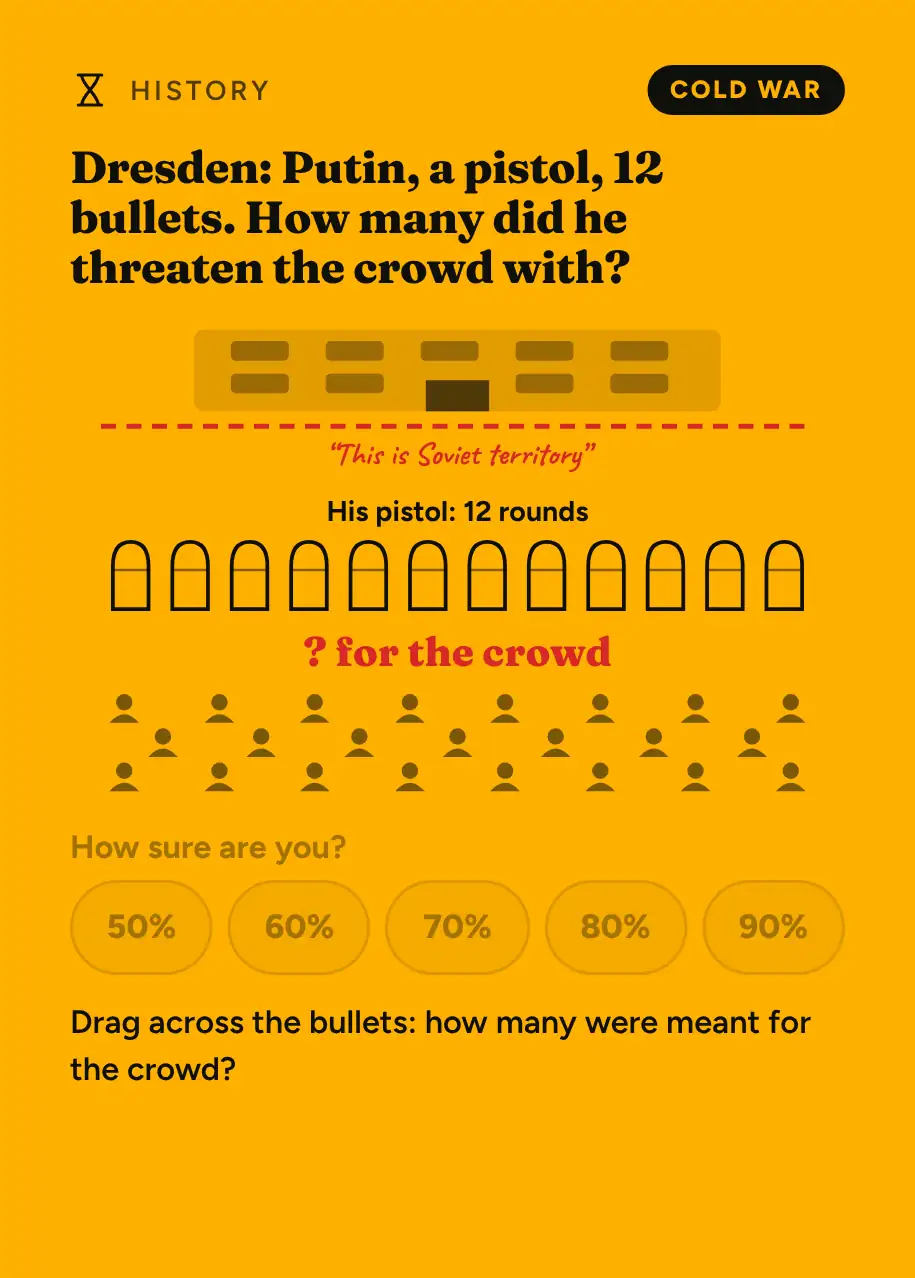 HISTORY
COLD WAR
Dresden: Putin, a pistol, 12
bullets. How many did he
threaten the crowd with?
“This is Soviet territory”
His pistol: 12 rounds
? for the crowd
How sure are you?
50% 60% 70% 80% 90%
Drag across the bullets: how many were meant for
the crowd?